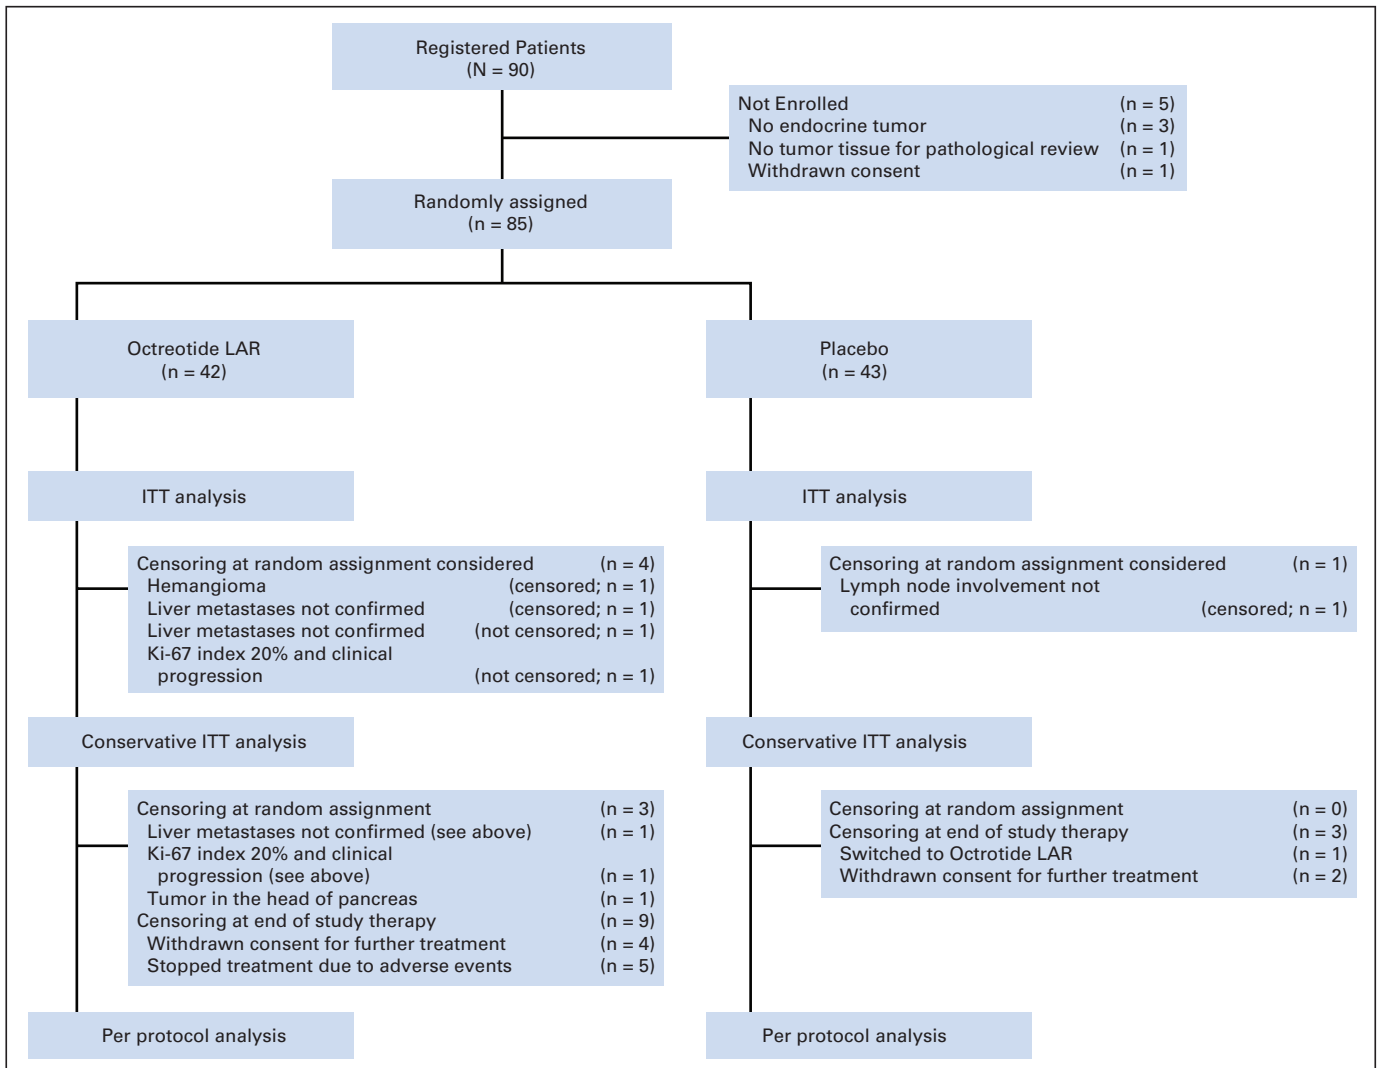 Registered Patients
(N = 90)
Not Enrolled (n = 5)
No endocrine tumor (n = 3)
No tumor tissue for pathological review (n = 1)
Withdrawn consent (n = 1)
Randomly assigned
(n = 85)
Octreotide LAR
(n = 42)
Placebo
(n = 43)
ITT analysis
ITT analysis
Censoring at random assignment considered (n = 4)
Hemangioma (censored; n = 1)
Liver metastases not confirmed (censored; n = 1)
Liver metastases not confirmed (not censored; n = 1)
Ki-67 index 20% and clinical
progression (not censored; n = 1)
Censoring at random assignment considered (n = 1)
Lymph node involvement not
confirmed (censored; n = 1)
Conservative ITT analysis
Conservative ITT analysis
Censoring at random assignment (n = 3)
Liver metastases not confirmed (see above) (n = 1)
Ki-67 index 20% and clinical
progression (see above) (n = 1)
Tumor in the head of pancreas (n = 1)
Censoring at end of study therapy (n = 9)
Withdrawn consent for further treatment (n = 4)
Stopped treatment due to adverse events (n = 5)
Censoring at random assignment (n = 0)
Censoring at end of study therapy (n = 3)
Switched to Octrotide LAR (n = 1)
Withdrawn consent for further treatment (n = 2)
Per protocol analysis
Per protocol analysis